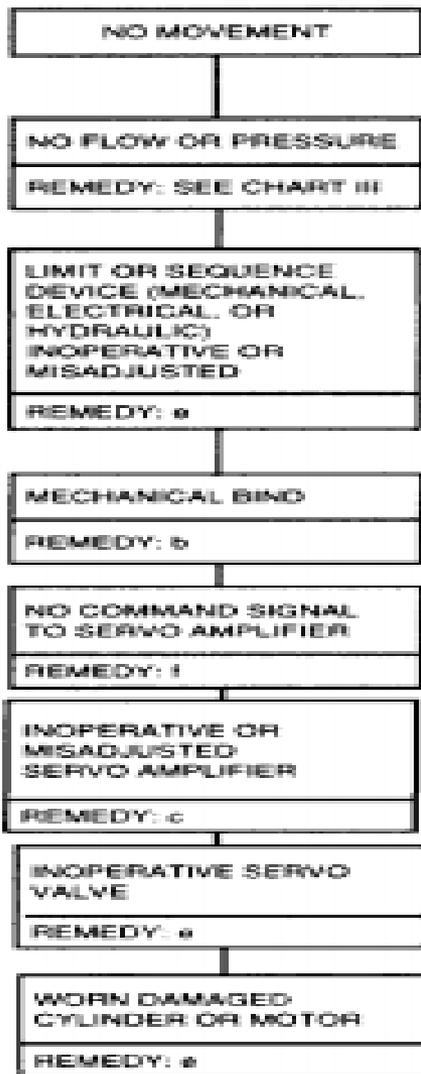 NO MOVEMENT
NO FLOW OR PRESSURE
REMEDY: SEE CHART III
LIMIT OR SEQUENCE
DEVICE (MECHANICAL,
ELECTRICAL, OR
HYDRAULIC)
INOPERATIVE OR
MISADJUSTED
REMEDY: e
MECHANICAL BIND
REMEDY: b
NO COMMAND SIGNAL
TO SERVO AMPLIFIER
REMEDY: f
INOPERATIVE OR
MISADJUSTED
SERVO AMPLIFIER
REMEDY: c
INOPERATIVE SERVO
VALVE
REMEDY: e
WORN DAMAGED
CYLINDER OR MOTOR
REMEDY: e